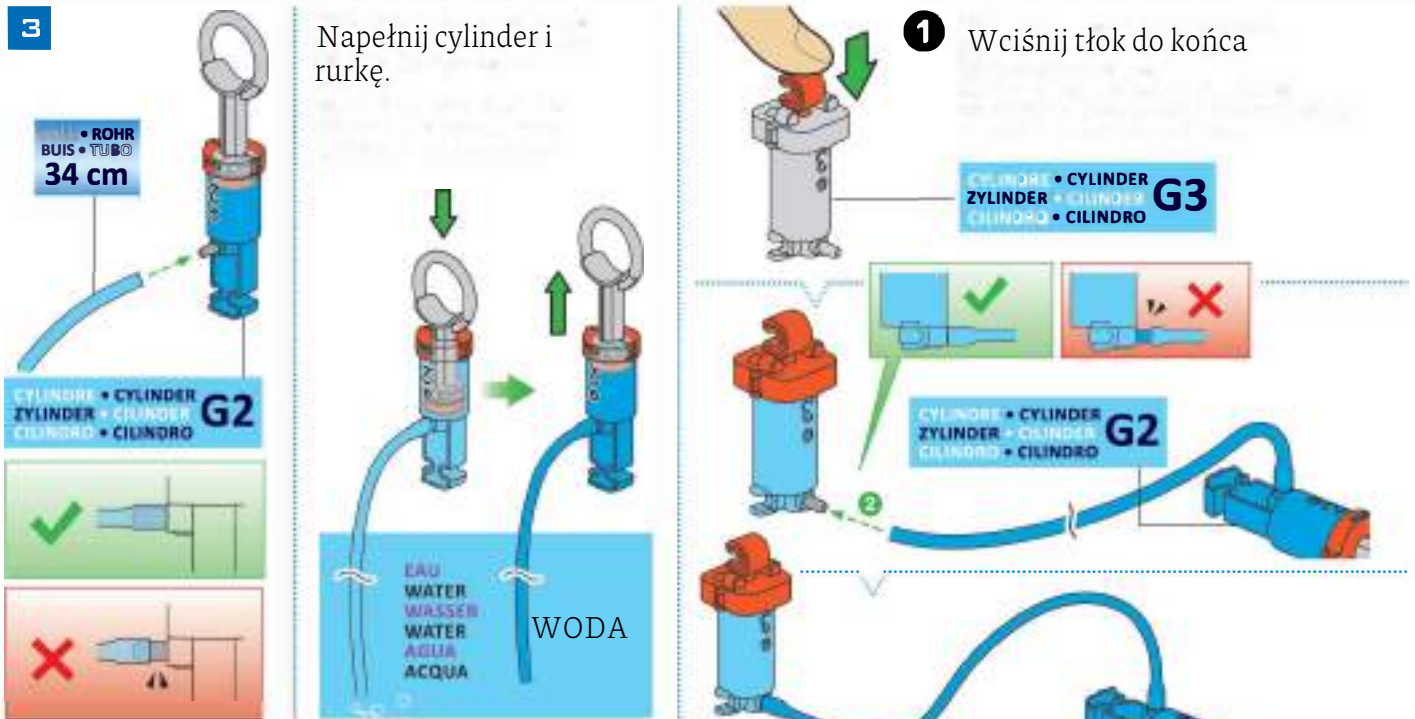 3
• ROHR
BUIS • TUBO
34 cm
CYLINDRE • CYLINDER
ZYLINDER • CILINDER
CILINDRO • CILINDRO
G2
Napełnij cylinder i
rurkę.
EAU
WATER
WASSER
WATER
AGUA
ACQUA
WODA
1 Wciśnij tłok do końca
CYLINDRE • CYLINDER
ZYLINDER • CILINDER
CILINDRO • CILINDRO
G3
CYLINDRE • CYLINDER
ZYLINDER • CILINDER
CILINDRO • CILINDRO
G2
2